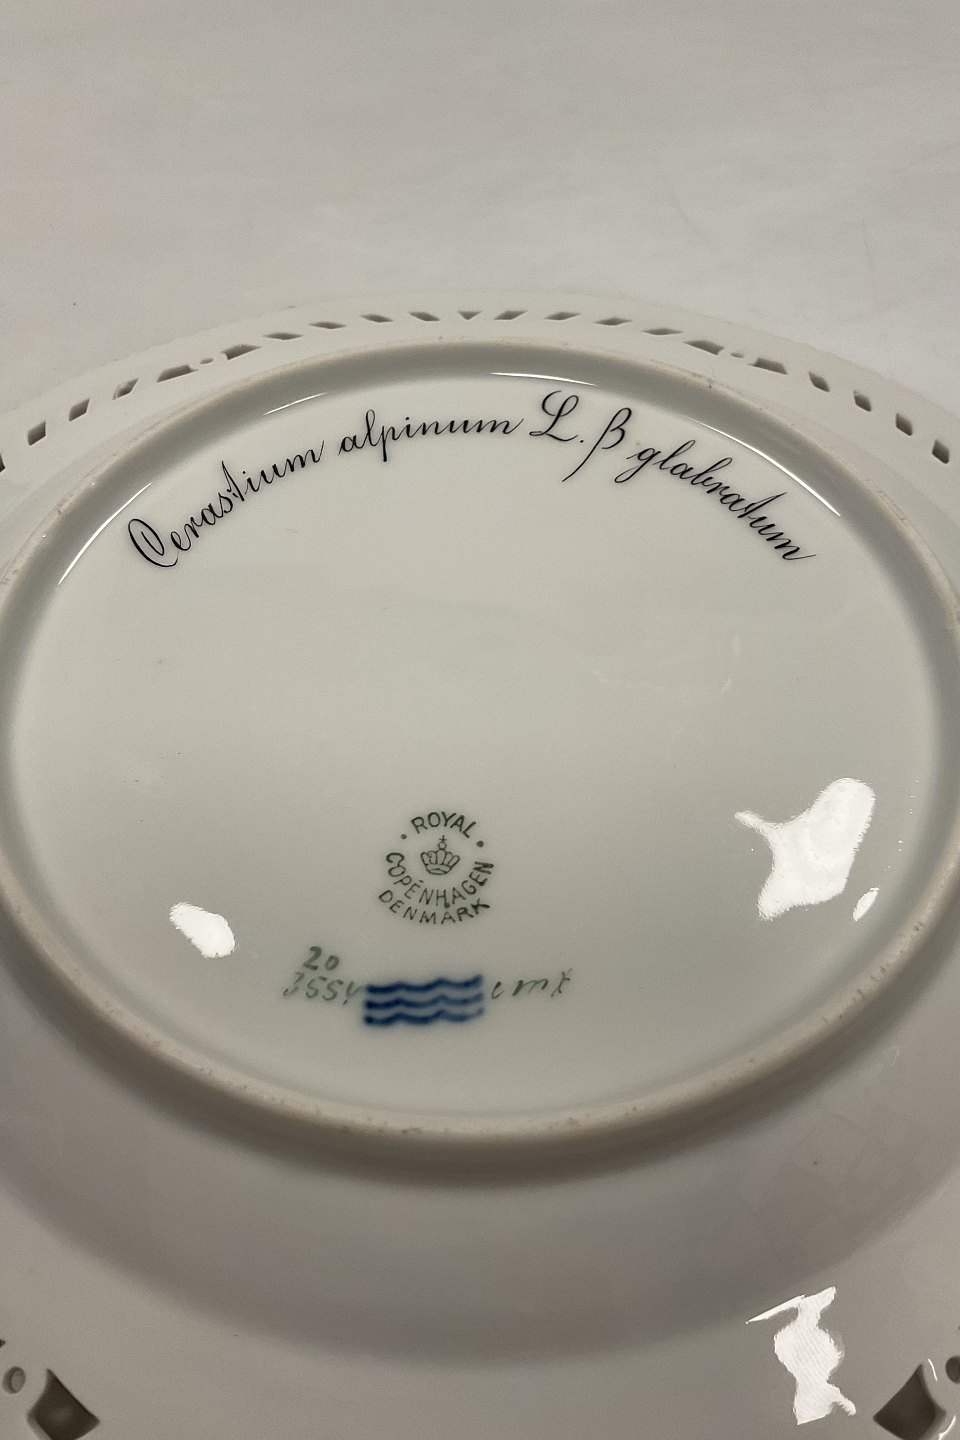 Cerastium alpinum L. β glabratum
ROYAL
COPENHAGEN
DENMARK
20
3554